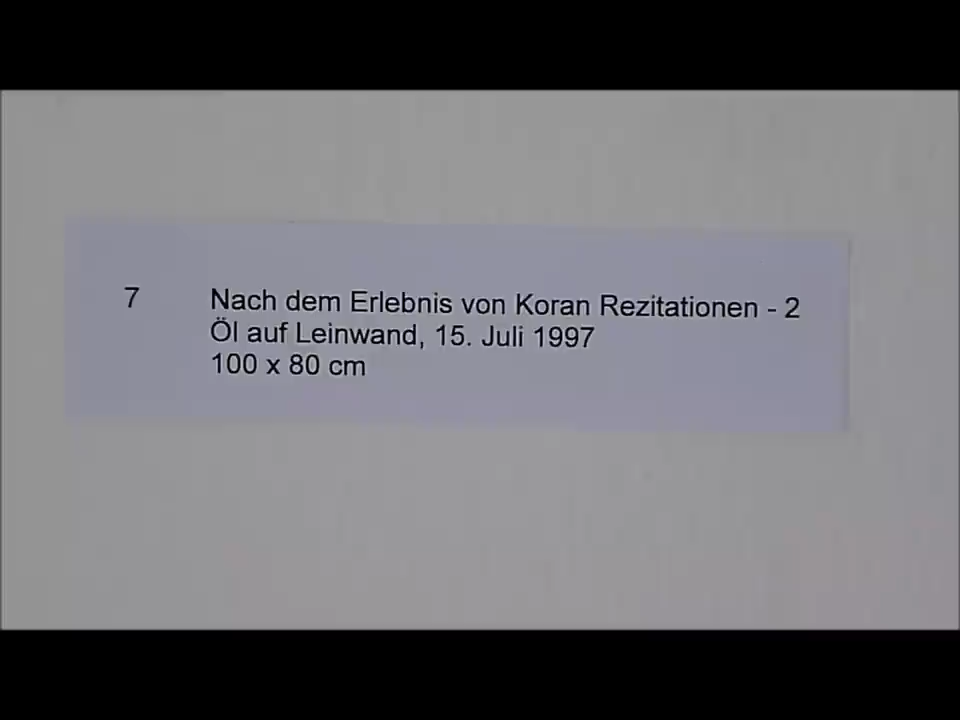 7 Nach dem Erlebnis von Koran Rezitationen - 2
Öl auf Leinwand, 15. Juli 1997
100 x 80 cm